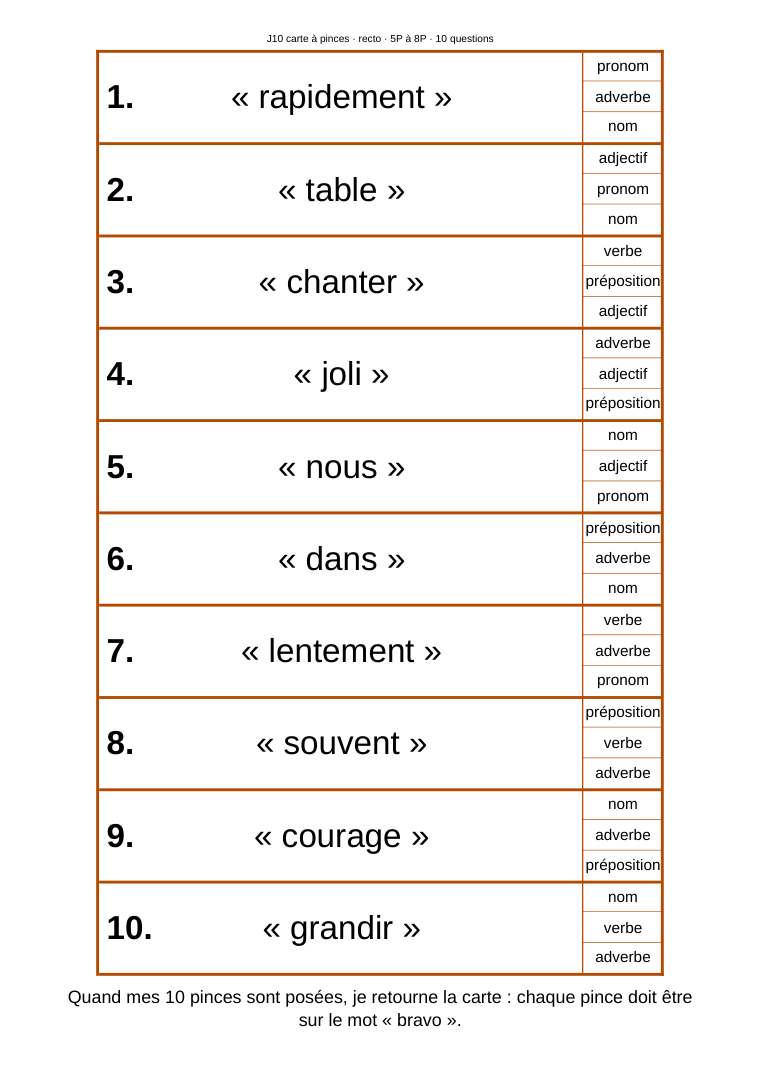 J10 carte à pinces · recto · 5P à 8P · 10 questions
1. « rapidement »
pronom
adverbe
nom
2. « table »
adjectif
pronom
nom
3. « chanter »
verbe
préposition
adjectif
4. « joli »
adverbe
adjectif
préposition
5. « nous »
nom
adjectif
pronom
6. « dans »
préposition
adverbe
nom
7. « lentement »
verbe
adverbe
pronom
8. « souvent »
préposition
verbe
adverbe
9. « courage »
nom
adverbe
préposition
10. « grandir »
nom
verbe
adverbe
Quand mes 10 pinces sont posées, je retourne la carte : chaque pince doit être
sur le mot « bravo ».